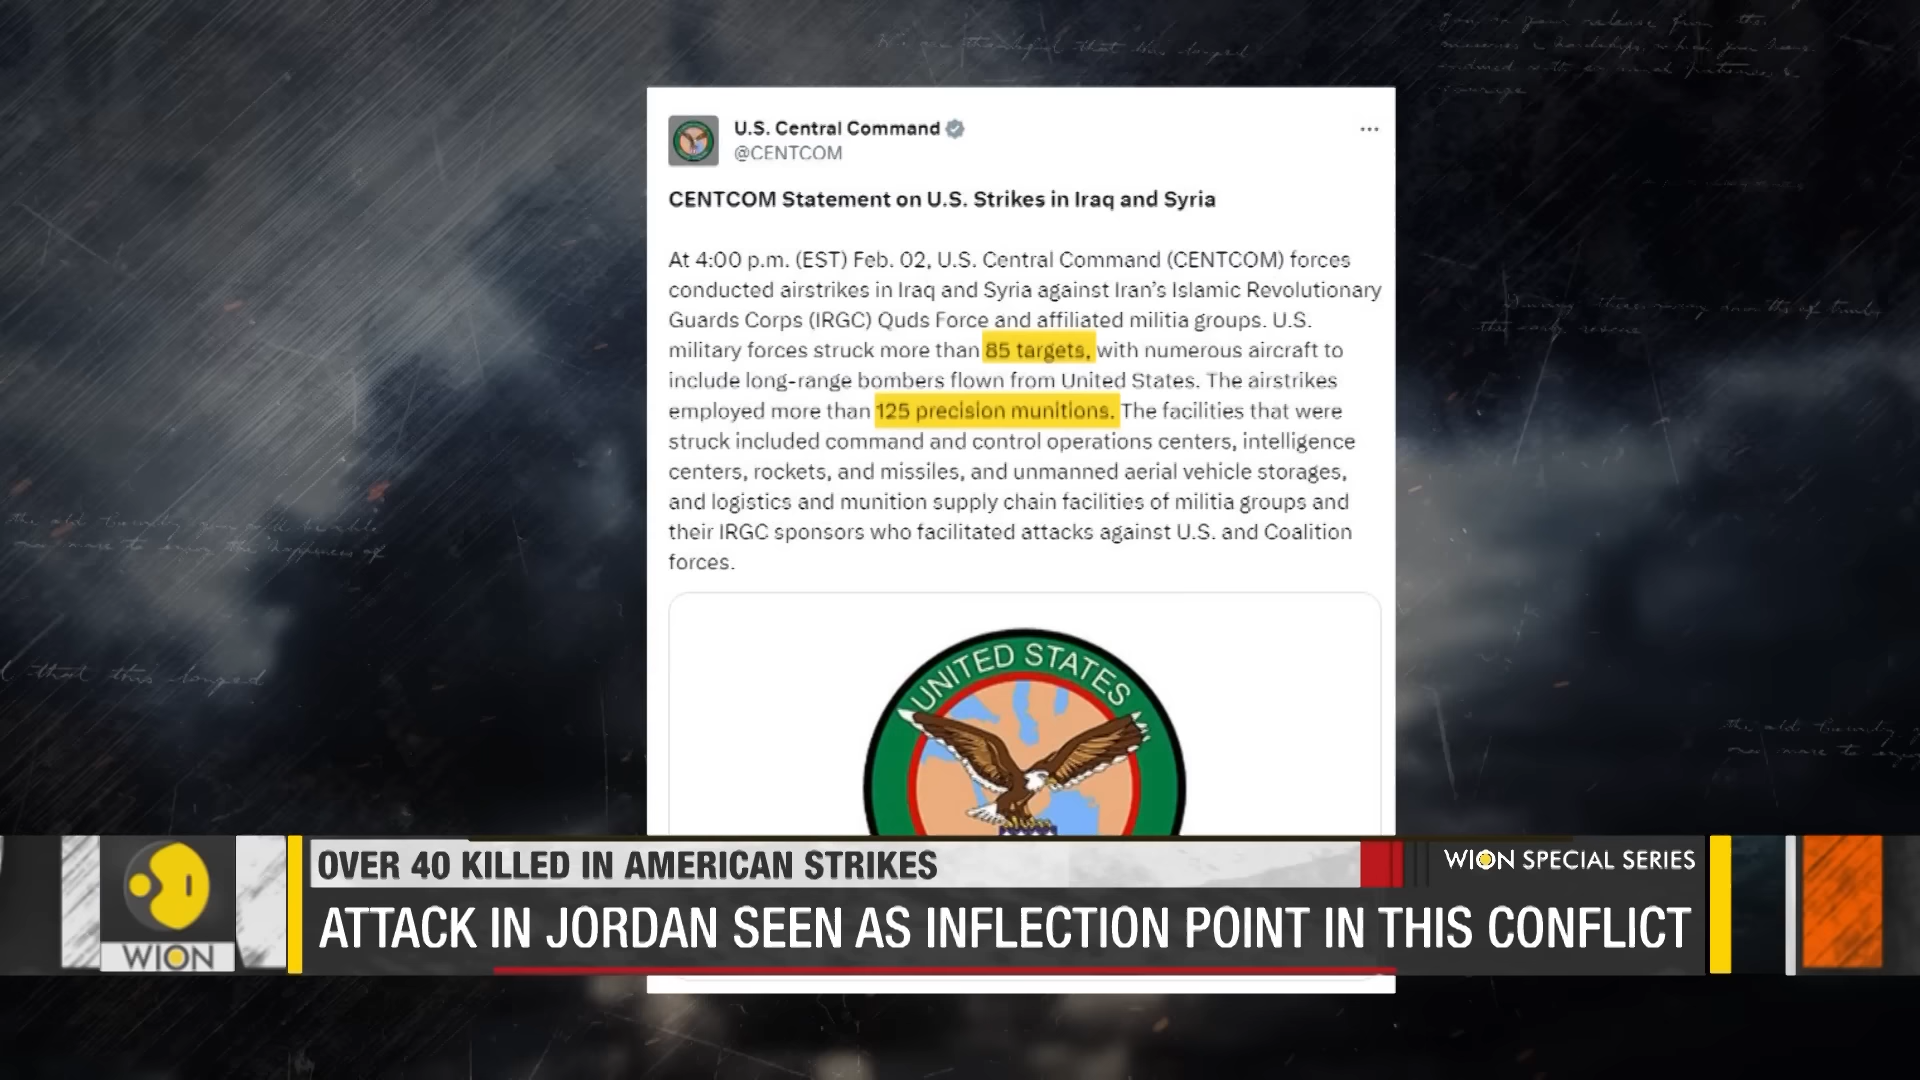 U.S. Central Command
@CENTCOM
CENTCOM Statement on U.S. Strikes in Iraq and Syria
At 4:00 p.m. (EST) Feb. 02, U.S. Central Command (CENTCOM) forces
conducted airstrikes in Iraq and Syria against Iran's Islamic Revolutionary
Guards Corps (IRGC) Quds Force and affiliated militia groups. U.S.
military forces struck more than 85 targets, with numerous aircraft to
include long-range bombers flown from United States. The airstrikes
employed more than 125 precision munitions. The facilities that were
struck included command and control operations centers, intelligence
centers, rockets, and missiles, and unmanned aerial vehicle storages,
and logistics and munition supply chain facilities of militia groups and
their IRGC sponsors who facilitated attacks against U.S. and Coalition
forces.
UNITED STATES
OVER 40 KILLED IN AMERICAN STRIKES
WION SPECIAL SERIES
ATTACK IN JORDAN SEEN AS INFLECTION POINT IN THIS CONFLICT
WION
that this longed